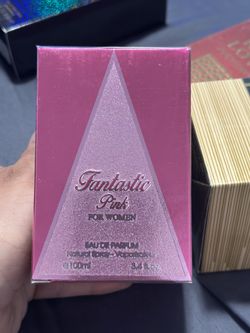 Fantastic
Pink
FOR WOMEN
EAU DE PARFUM
Natural Spray - Vaporisateur
100ml 3.4 fl.oz